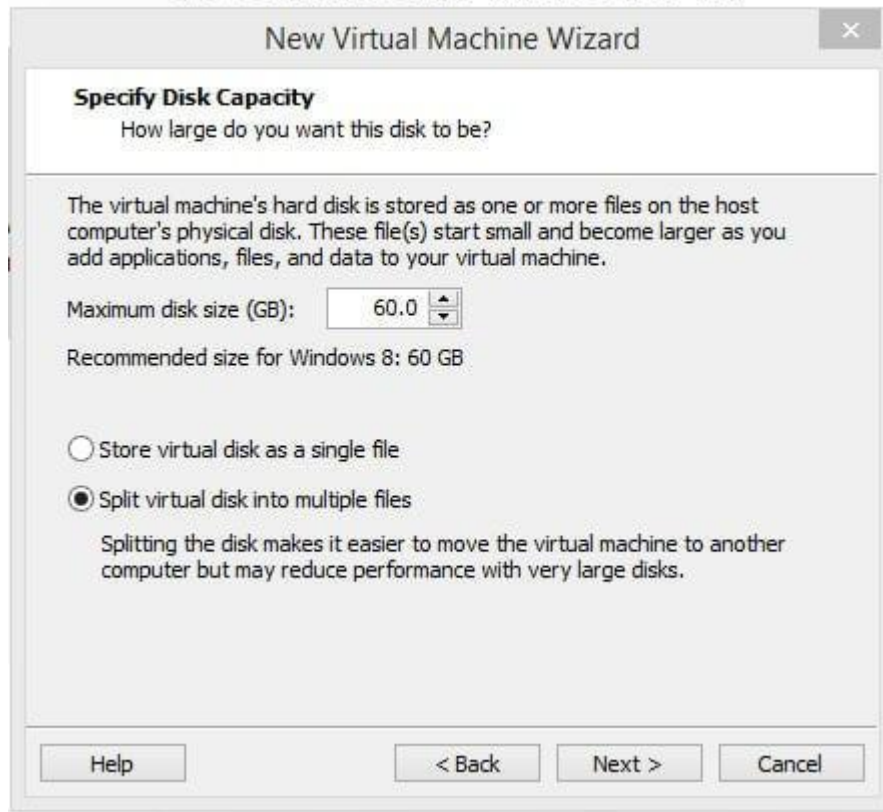 New Virtual Machine Wizard
Specify Disk Capacity
How large do you want this disk to be?
The virtual machine's hard disk is stored as one or more files on the host
computer's physical disk. These file(s) start small and become larger as you
add applications, files, and data to your virtual machine.
Maximum disk size (GB): 60.0
Recommended size for Windows 8: 60 GB
Store virtual disk as a single file
Split virtual disk into multiple files
Splitting the disk makes it easier to move the virtual machine to another
computer but may reduce performance with very large disks.
Help < Back Next > Cancel